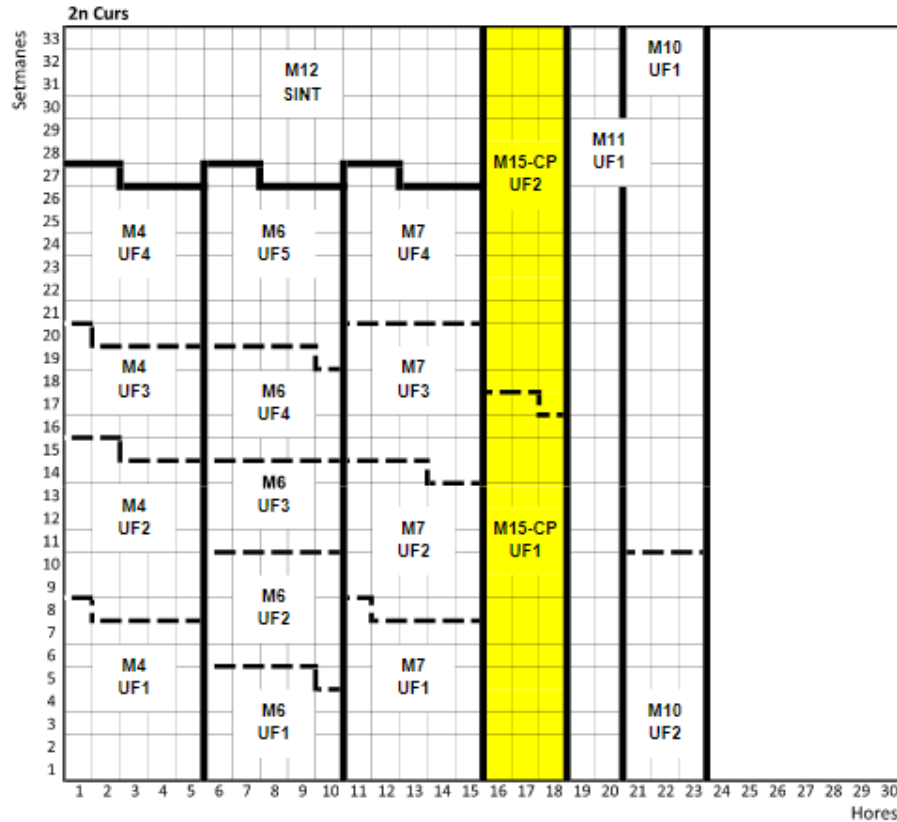 2n Curs
Setmanes
33
32
31
30
29
28
27
26
25
24
23
22
21
20
19
18
17
16
15
14
13
12
11
10
9
8
7
6
5
4
3
2
1
M12
SINT
M10
UF1
M11
UF1
M15-CP
UF2
M4
UF4
M6
UF5
M7
UF4
M4
UF3
M6
UF4
M7
UF3
M4
UF2
M6
UF3
M7
UF2
M15-CP
UF1
M6
UF2
M4
UF1
M7
UF1
M6
UF1
M10
UF2
1 2 3 4 5 6 7 8 9 10 11 12 13 14 15 16 17 18 19 20 21 22 23 24 25 26 27 28 29 30
Hores